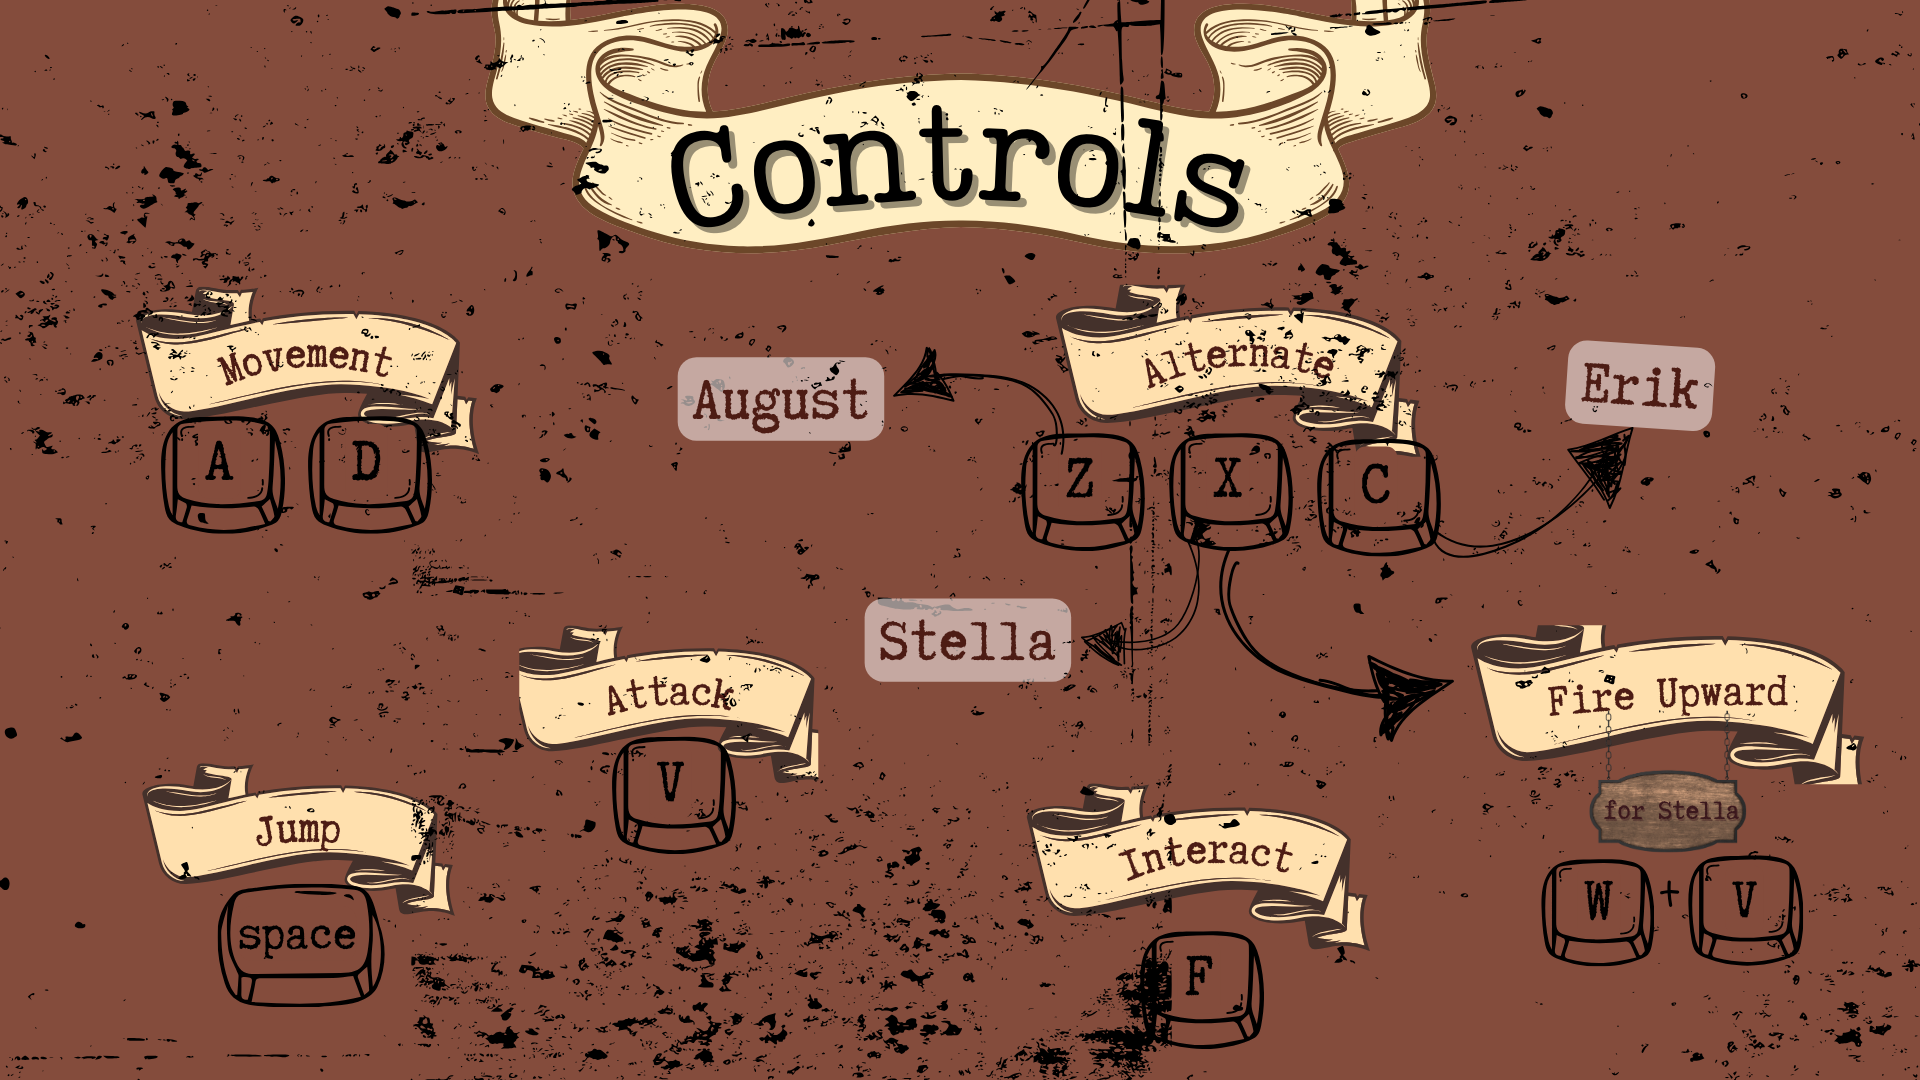 Controls
Movement
A D
August
Alternate
Erik
Z X C
Stella
Attack
V
Fire Upward
for Stella
W + V
Jump
space
Interact
F